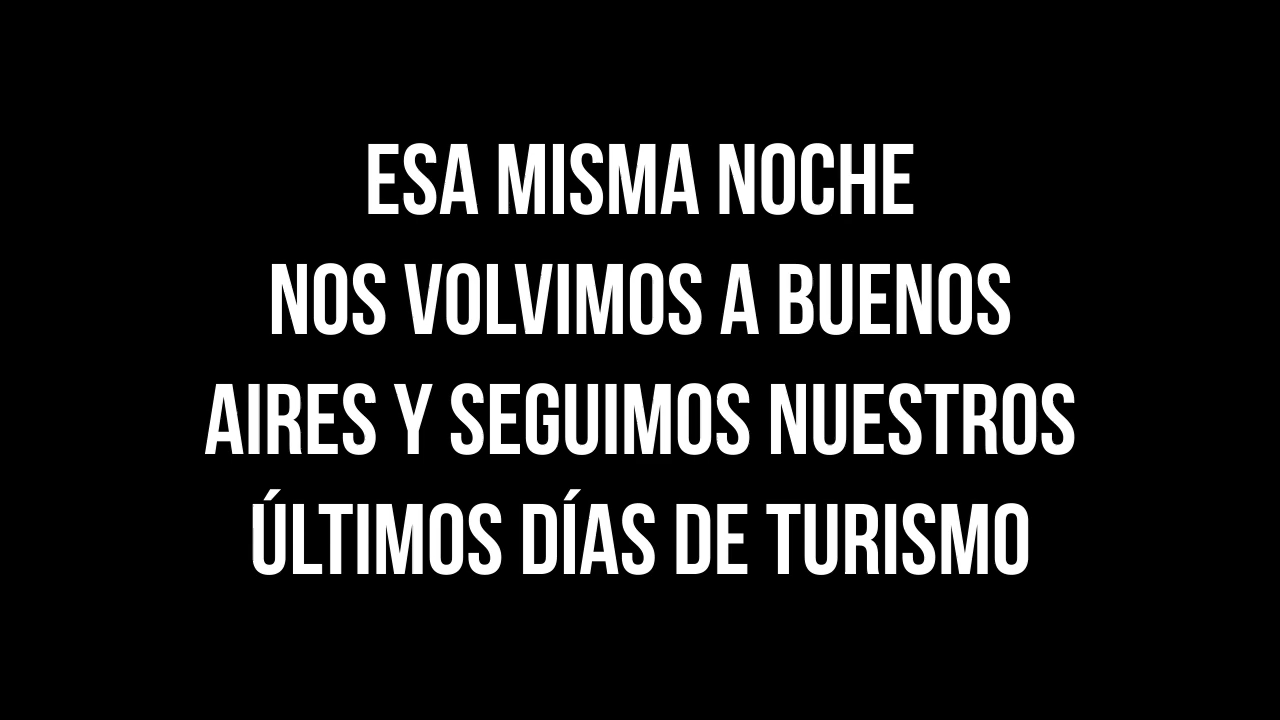 ESA MISMA NOCHE
NOS VOLVIMOS A BUENOS
AIRES Y SEGUIMOS NUESTROS
ÚLTIMOS DÍAS DE TURISMO